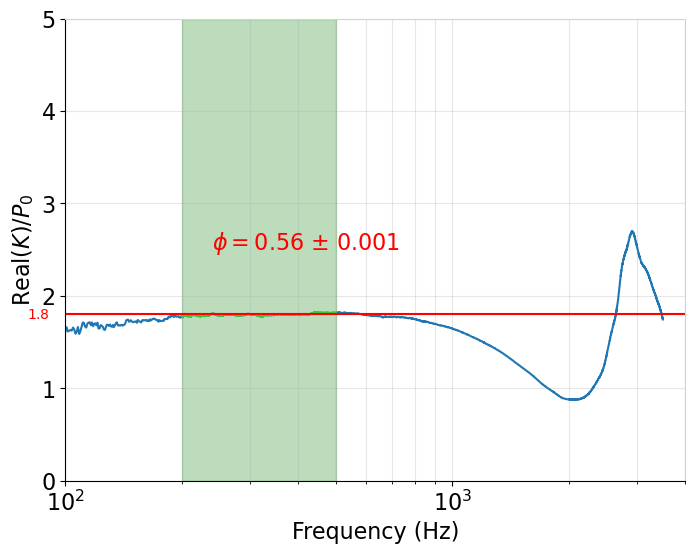 5
4
3
2
1.8
1
0
Real(K)/P₀
ϕ = 0.56 ± 0.001
10² 10³
Frequency (Hz)